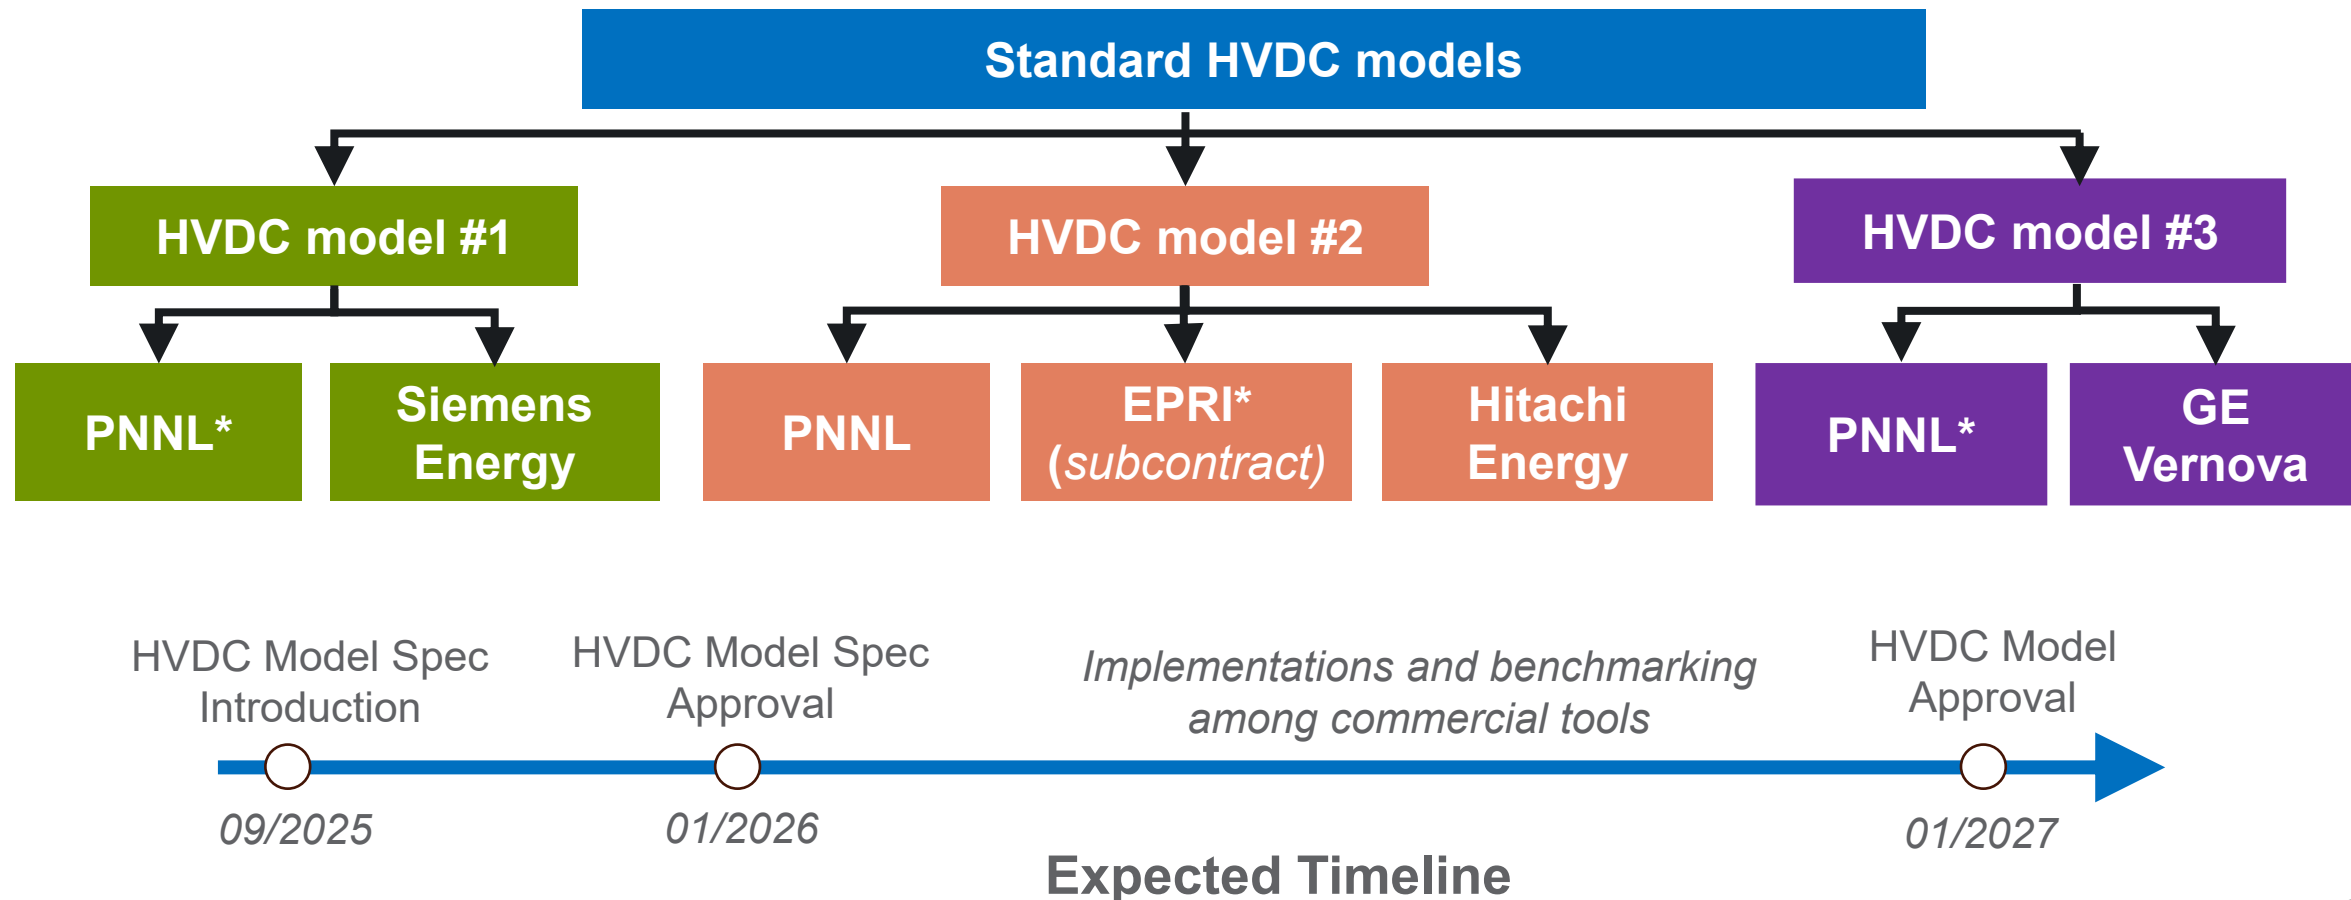 Standard HVDC models
HVDC model #1
HVDC model #2
HVDC model #3
PNNL*
Siemens
Energy
PNNL
EPRI*
(subcontract)
Hitachi
Energy
PNNL*
GE
Vernova
HVDC Model Spec
Introduction
HVDC Model Spec
Approval
Implementations and benchmarking
among commercial tools
HVDC Model
Approval
09/2025
01/2026
01/2027
Expected Timeline